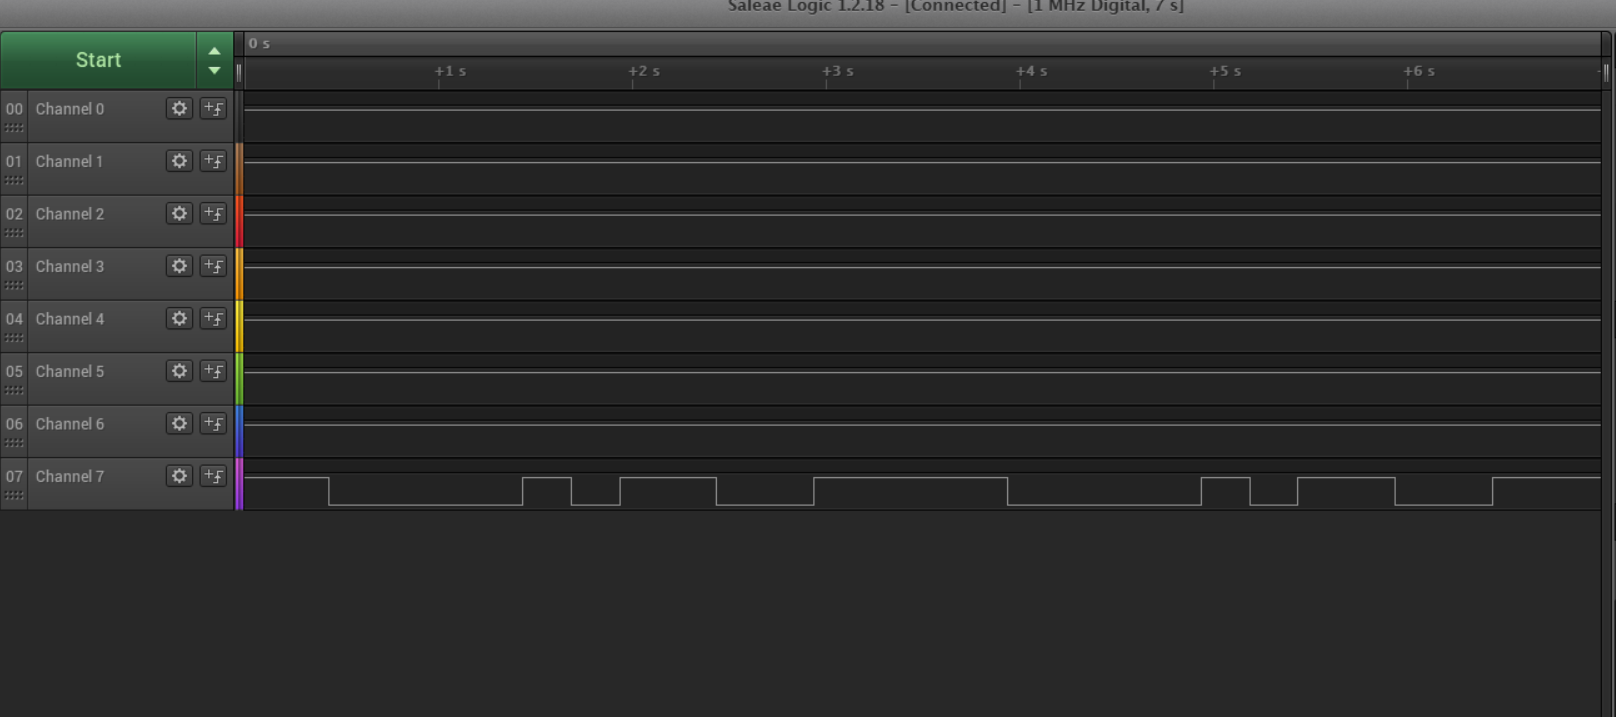 Saleae Logic 1.2.18 - [Connected] - [1 MHz Digital, 7 s]
Start
0 s
+1 s +2 s +3 s +4 s +5 s +6 s
00 Channel 0
01 Channel 1
02 Channel 2
03 Channel 3
04 Channel 4
05 Channel 5
06 Channel 6
07 Channel 7